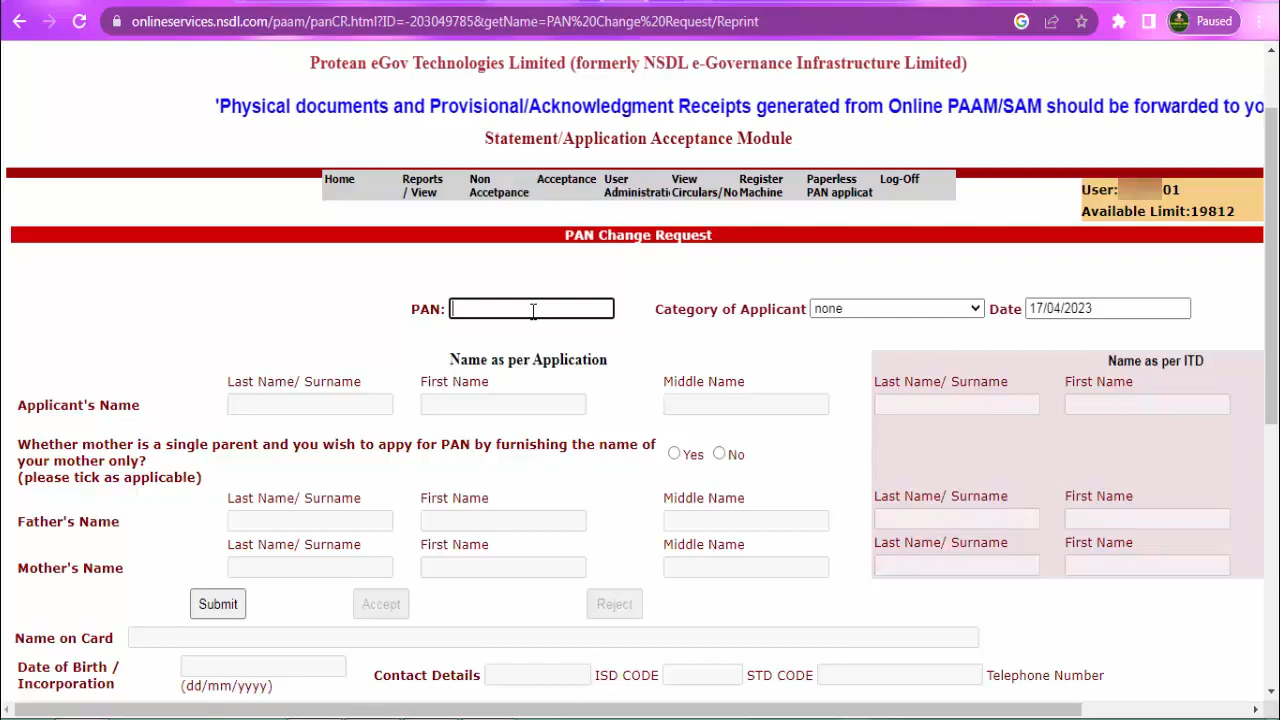 onlineservices.nsdl.com/paam/panCR.html?ID=-203049785&getName=PAN%20Change%20Request/Reprint
Paused
Protean eGov Technologies Limited (formerly NSDL e-Governance Infrastructure Limited)
'Physical documents and Provisional/Acknowledgment Receipts generated from Online PAAM/SAM should be forwarded to yo
Statement/Application Acceptance Module
Home Reports / View Non Accetpance Acceptance User Administrati View Circulars/No Register Machine Paperless PAN applicat Log-Off
User: 01
Available Limit:19812
PAN Change Request
PAN: Category of Applicant none Date 17/04/2023
Name as per Application Name as per ITD
Last Name/ Surname First Name Middle Name Last Name/ Surname First Name
Applicant's Name
Whether mother is a single parent and you wish to appy for PAN by furnishing the name of
your mother only?
(please tick as applicable)
Yes No
Last Name/ Surname First Name Middle Name Last Name/ Surname First Name
Father's Name
Last Name/ Surname First Name Middle Name Last Name/ Surname First Name
Mother's Name
Submit Accept Reject
Name on Card
Date of Birth /
Incorporation
(dd/mm/yyyy)
Contact Details ISD CODE STD CODE Telephone Number